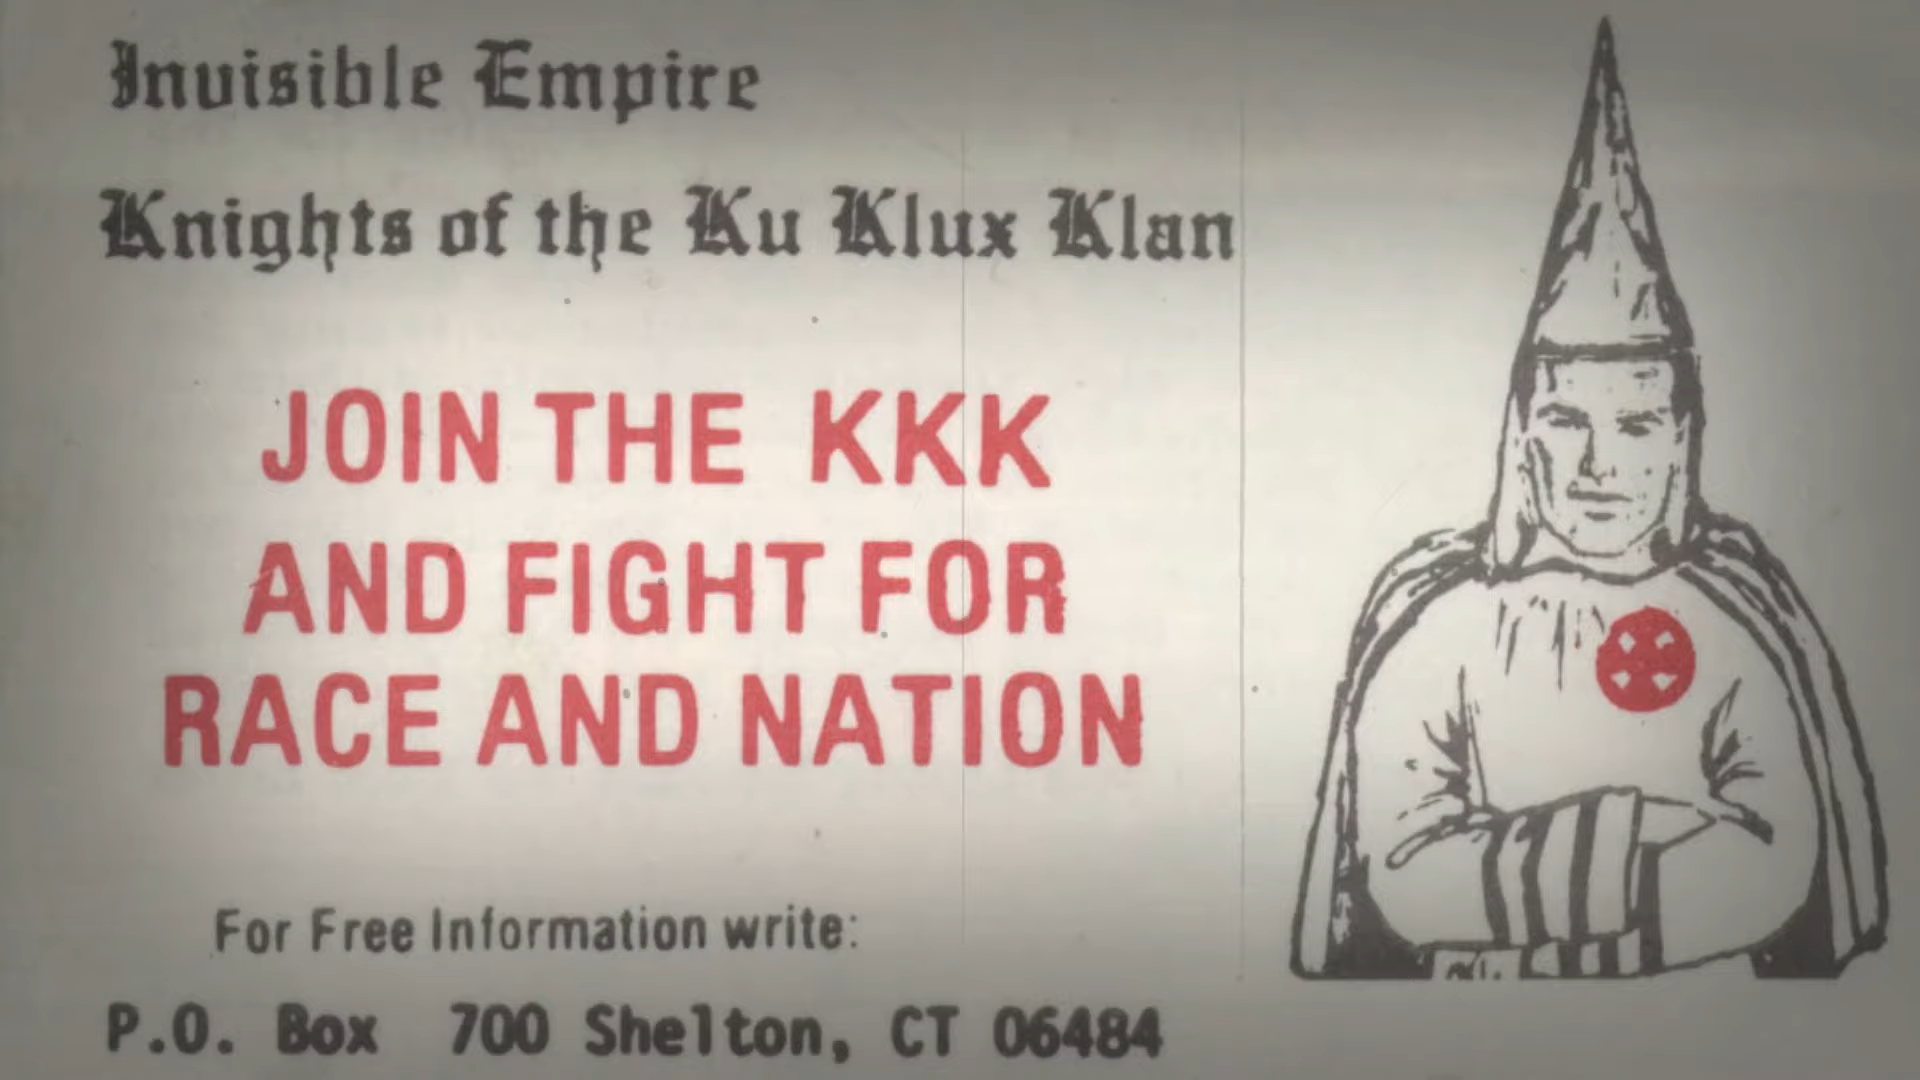 Invisible Empire
Knights of the Ku Klux Klan
JOIN THE KKK
AND FIGHT FOR
RACE AND NATION
For Free Information write:
P.O. Box 700 Shelton, CT 06484